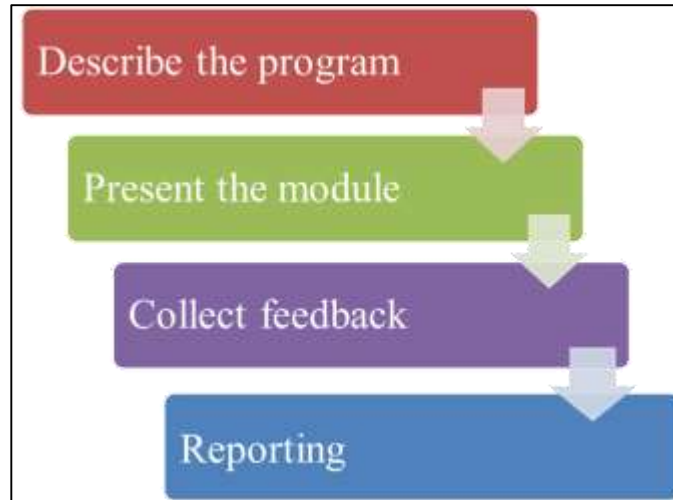 Describe the program
Present the module
Collect feedback
Reporting